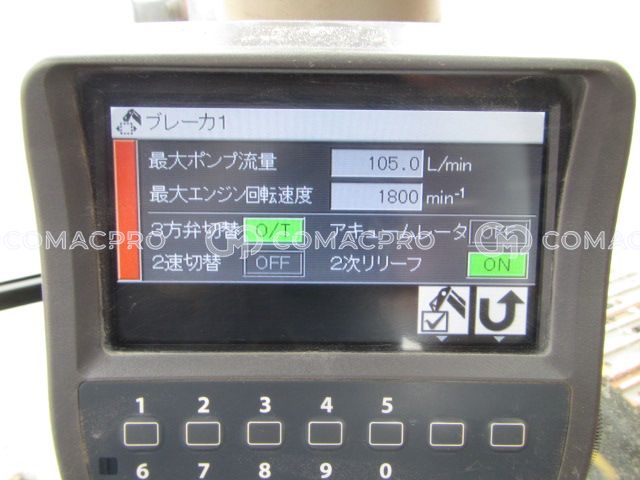 ブレーカ1
最大ポンプ流量 105.0 L/min
最大エンジン回転速度 1800 min-1
3方弁切替 O/T アキュームレータ OFF
2速切替 OFF 2次リリーフ ON
COMACPRO COMACPRO COMACPRO
1 2 3 4 5
6 7 8 9 0